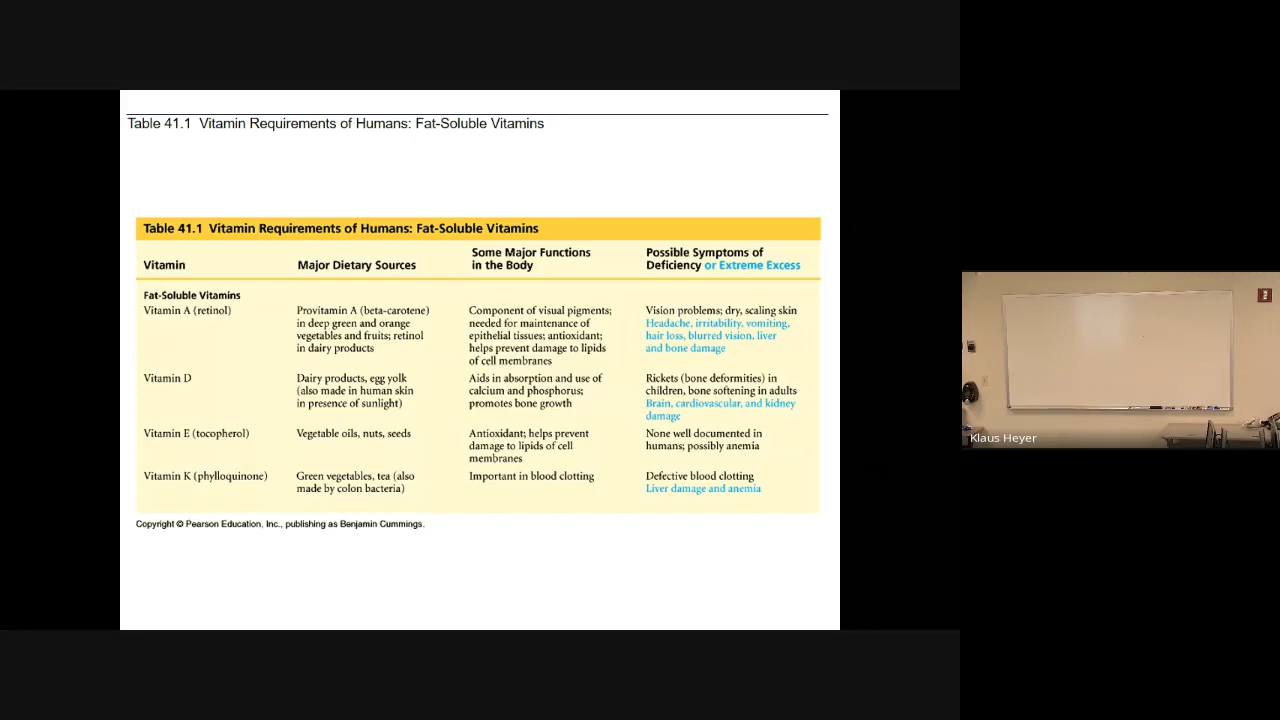 Table 41.1 Vitamin Requirements of Humans: Fat-Soluble Vitamins
Table 41.1 Vitamin Requirements of Humans: Fat-Soluble Vitamins
Vitamin
Major Dietary Sources
Some Major Functions
in the Body
Possible Symptoms of
Deficiency or Extreme Excess
Fat-Soluble Vitamins
Vitamin A (retinol)
Provitamin A (beta-carotene)
in deep green and orange
vegetables and fruits; retinol
in dairy products
Component of visual pigments;
needed for maintenance of
epithelial tissues; antioxidant;
helps prevent damage to lipids
of cell membranes
Vision problems; dry, scaling skin
Headache, irritability, vomiting,
hair loss, blurred vision, liver
and bone damage
Vitamin D
Dairy products, egg yolk
(also made in human skin
in presence of sunlight)
Aids in absorption and use of
calcium and phosphorus;
promotes bone growth
Rickets (bone deformities) in
children, bone softening in adults
Brain, cardiovascular, and kidney
damage
Vitamin E (tocopherol)
Vegetable oils, nuts, seeds
Antioxidant; helps prevent
damage to lipids of cell
membranes
None well documented in
humans; possibly anemia
Vitamin K (phylloquinone)
Green vegetables, tea (also
made by colon bacteria)
Important in blood clotting
Defective blood clotting
Liver damage and anemia
Copyright © Pearson Education, Inc., publishing as Benjamin Cummings.
Klaus Heyer